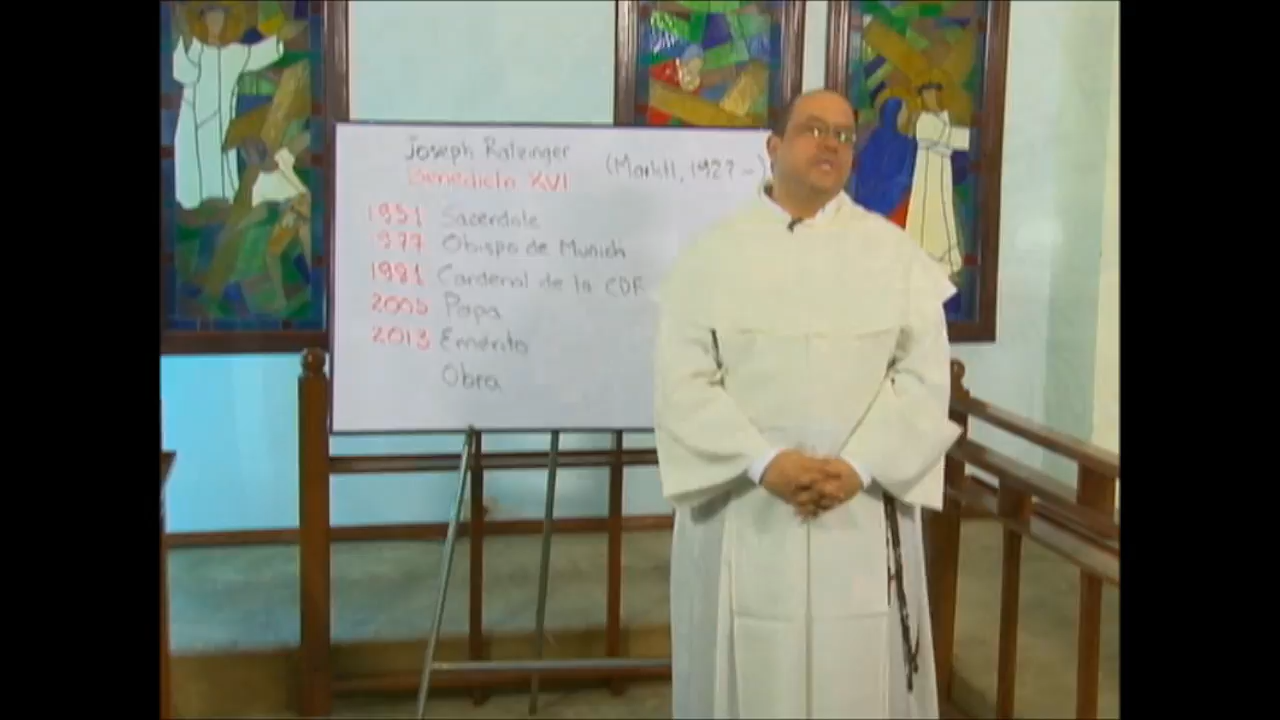 Joseph Ratzinger
(Marktl, 1927 -)
Benedicto XVI
1951 Sacerdote
1977 Obispo de Munich
1981 Cardenal de la CDF
2005 Papa
2013 Emérito
Obra